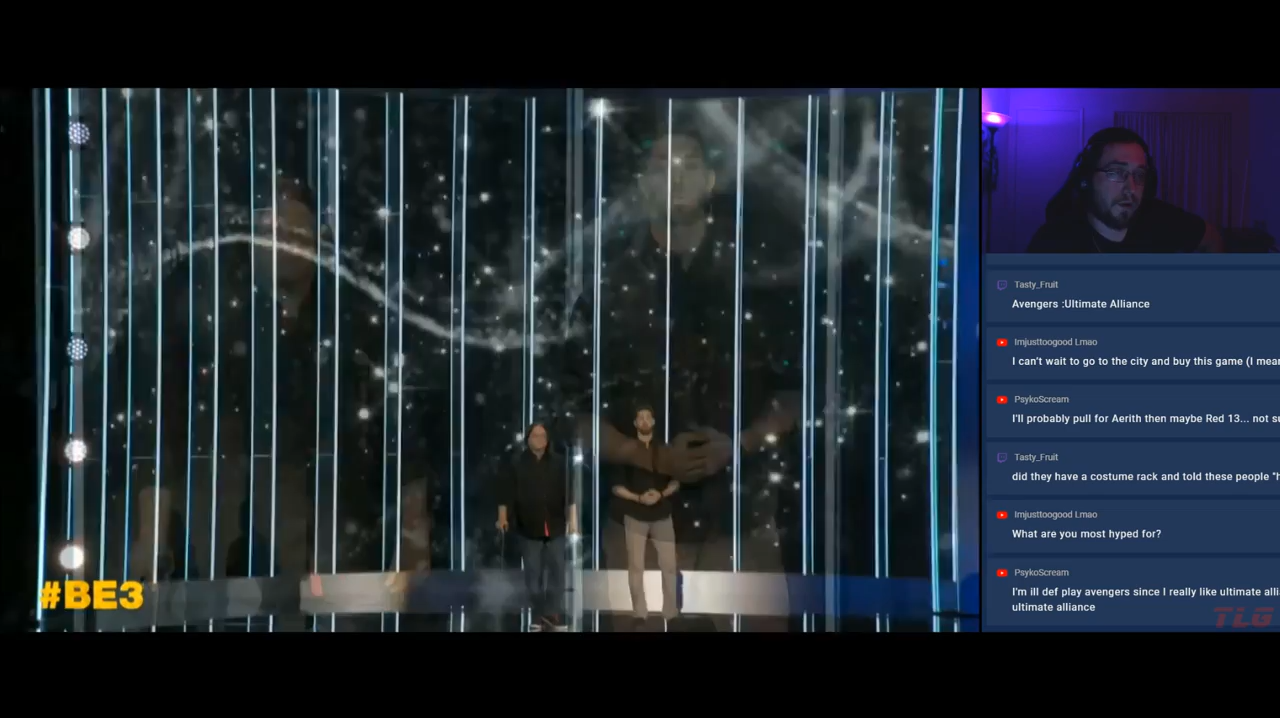 #BE3
Tasty_Fruit
Avengers :Ultimate Alliance
Imjusttoogood Lmao
I can't wait to go to the city and buy this game (I mean
PsykoScream
I'll probably pull for Aerith then maybe Red 13... not
Tasty_Fruit
did they have a costume rack and told these people
Imjusttoogood Lmao
What are you most hyped for?
PsykoScream
I'm ill def play avengers since I really like ultimate
ultimate alliance
TLG